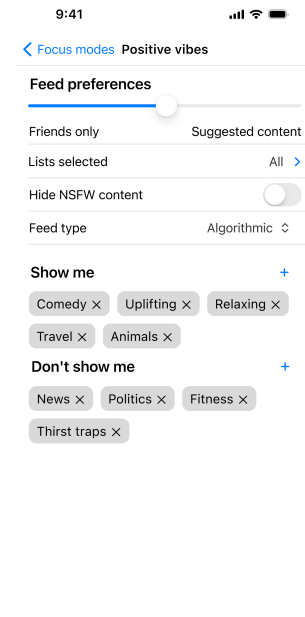 9:41
Focus modes Positive vibes
Feed preferences
Friends only Suggested content
Lists selected All
Hide NSFW content
Feed type Algorithmic
Show me +
Comedy × Uplifting × Relaxing ×
Travel × Animals ×
Don't show me +
News × Politics × Fitness ×
Thirst traps ×